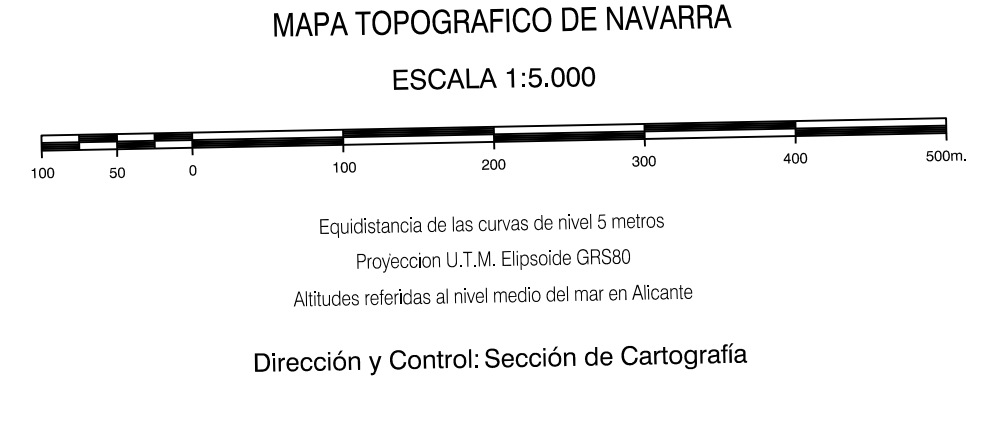 MAPA TOPOGRAFICO DE NAVARRA
ESCALA 1:5.000
100 50 0 100 200 300 400 500m.
Equidistancia de las curvas de nivel 5 metros
Proyeccion U.T.M. Elipsoide GRS80
Altitudes referidas al nivel medio del mar en Alicante
Dirección y Control: Sección de Cartografía